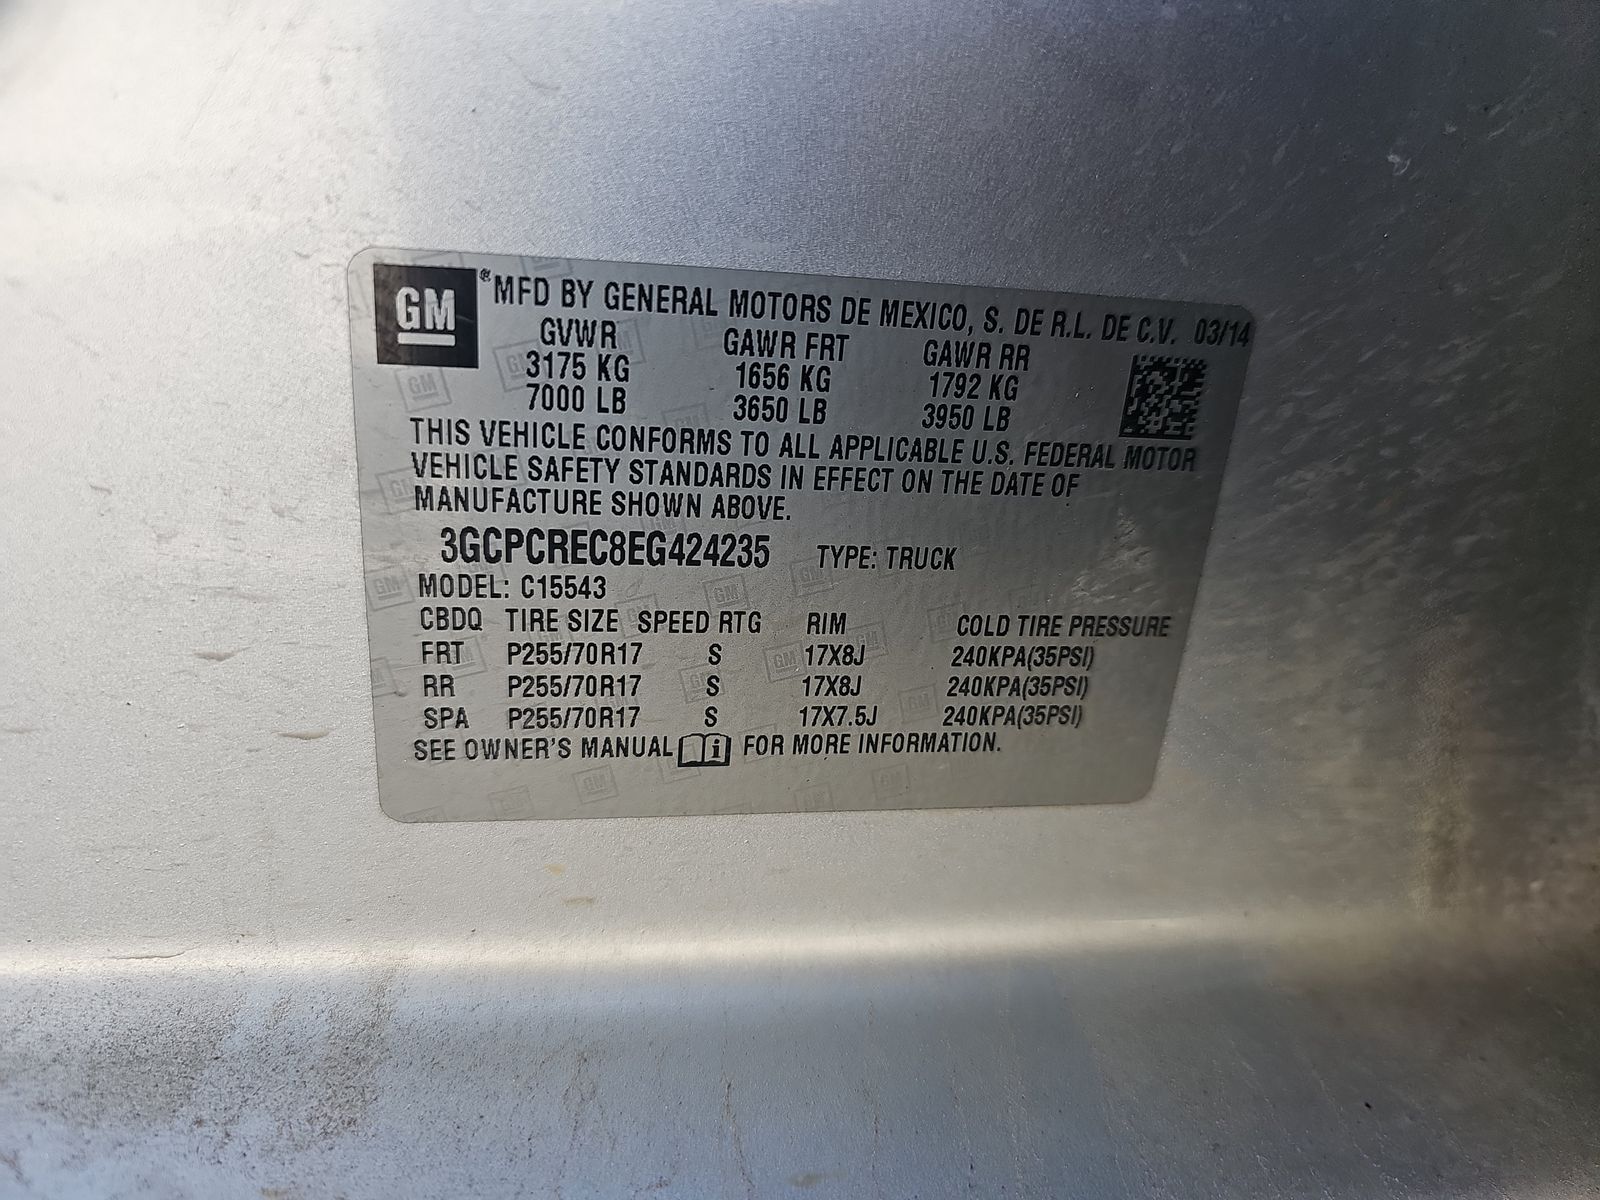 GM ® MFD BY GENERAL MOTORS DE MEXICO, S. DE R.L. DE C.V. 03/14
GVWR GAWR FRT GAWR RR
3175 KG 1656 KG 1792 KG
7000 LB 3650 LB 3950 LB
THIS VEHICLE CONFORMS TO ALL APPLICABLE U.S. FEDERAL MOTOR
VEHICLE SAFETY STANDARDS IN EFFECT ON THE DATE OF
MANUFACTURE SHOWN ABOVE.
3GCPCREC8EG424235 TYPE: TRUCK
MODEL: C15543
CBDQ TIRE SIZE SPEED RTG RIM COLD TIRE PRESSURE
FRT P255/70R17 S 17X8J 240KPA(35PSI)
RR P255/70R17 S 17X8J 240KPA(35PSI)
SPA P255/70R17 S 17X7.5J 240KPA(35PSI)
SEE OWNER'S MANUAL i FOR MORE INFORMATION.